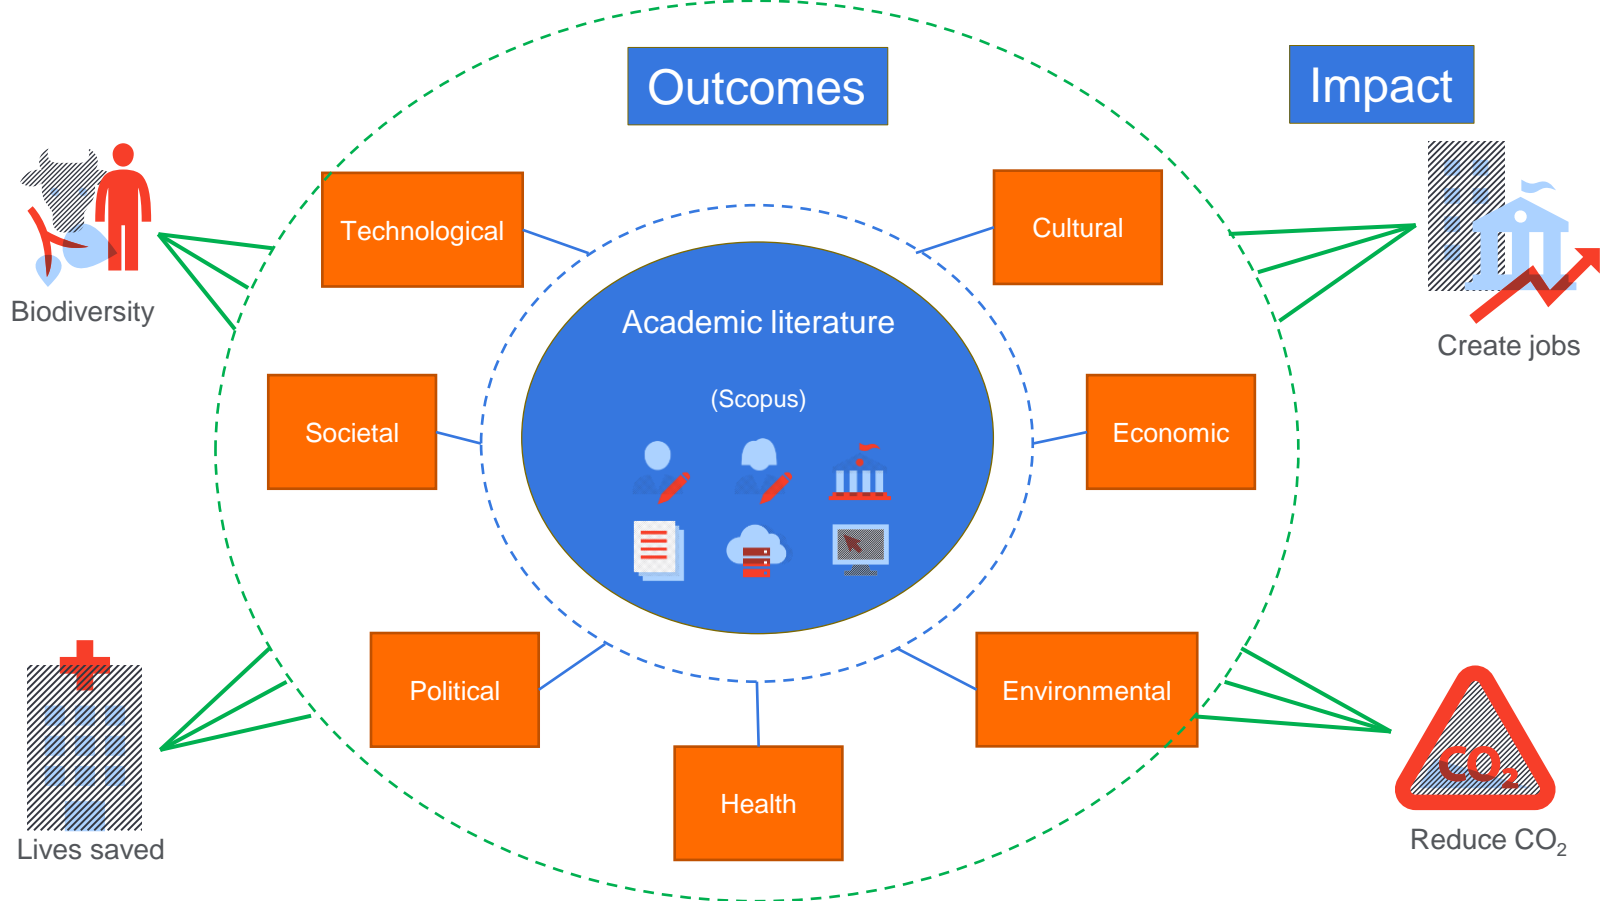 Outcomes
Impact
Technological
Cultural
Biodiversity
Academic literature
Create jobs
(Scopus)
Societal
Economic
Political
Environmental
CO₂
Health
Lives saved
Reduce CO₂